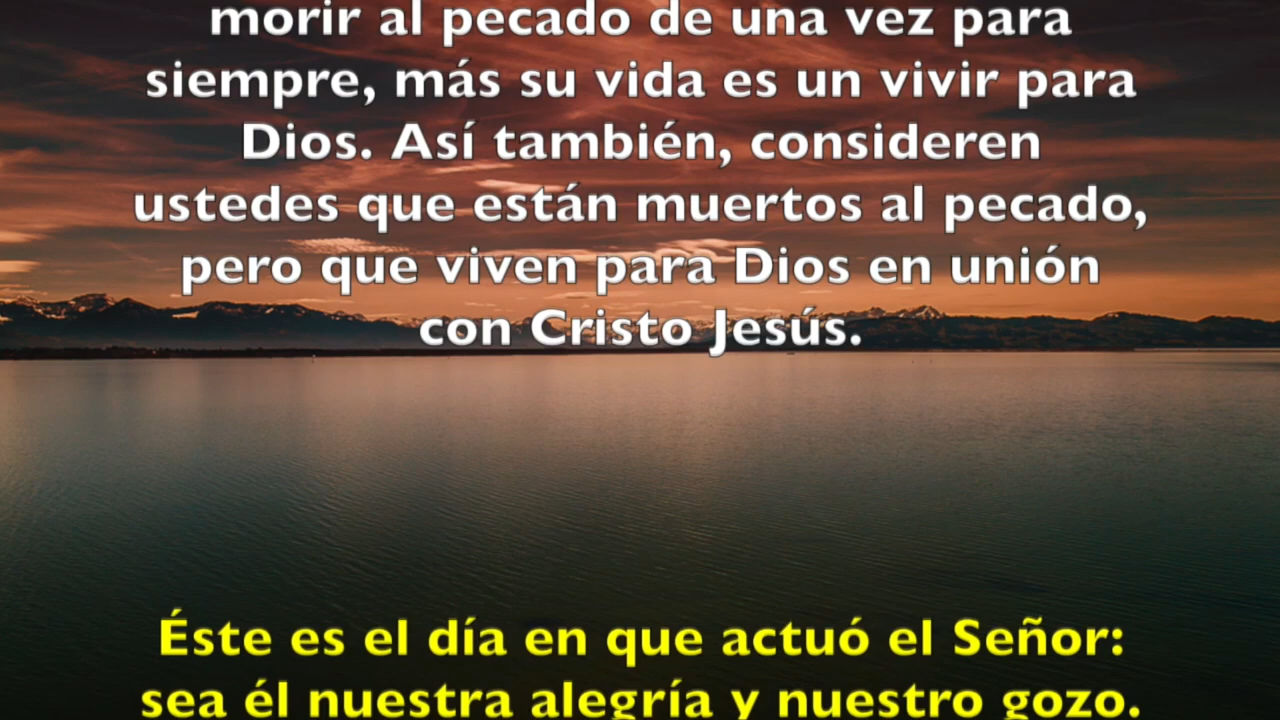 morir al pecado de una vez para
siempre, más su vida es un vivir para
Dios. Así también, consideren
ustedes que están muertos al pecado,
pero que viven para Dios en unión
con Cristo Jesús.
Éste es el día en que actuó el Señor:
sea él nuestra alegría y nuestro gozo.